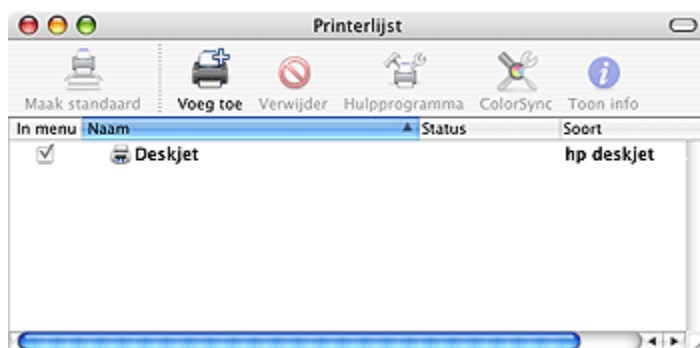 Printerlijst
Maak standaard Voeg toe Verwijder Hulpprogramma ColorSync Toon info
In menu Naam Status Soort
Deskjet hp deskjet